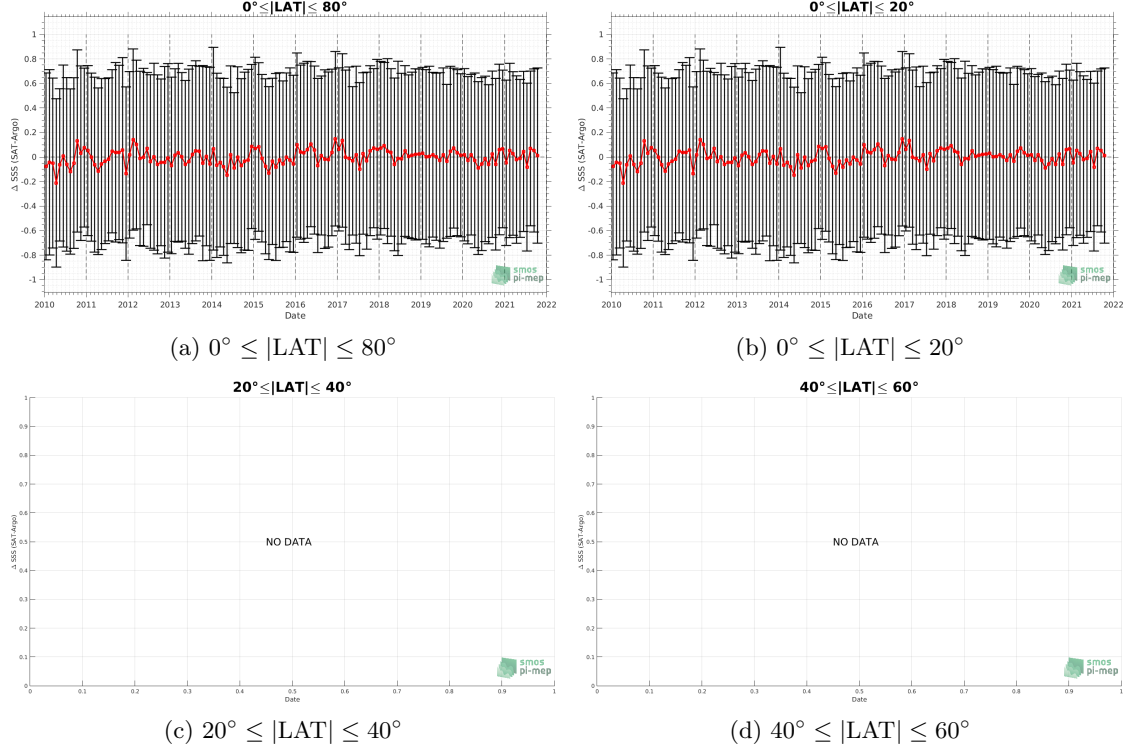 0°≤|LAT|≤ 80°
Δ SSS (SAT-Argo)
1
0.8
0.6
0.4
0.2
0
-0.2
-0.4
-0.6
-0.8
-1
2010 2011 2012 2013 2014 2015 2016 2017 2018 2019 2020 2021 2022
Date
smos
pi-mep
(a) 0° ≤ |LAT| ≤ 80°
0°≤|LAT|≤ 20°
Δ SSS (SAT-Argo)
1
0.8
0.6
0.4
0.2
0
-0.2
-0.4
-0.6
-0.8
-1
2010 2011 2012 2013 2014 2015 2016 2017 2018 2019 2020 2021 2022
Date
smos
pi-mep
(b) 0° ≤ |LAT| ≤ 20°
20°≤|LAT|≤ 40°
Δ SSS (SAT-Argo)
1
0.9
0.8
0.7
0.6
0.5
0.4
0.3
0.2
0.1
0
NO DATA
0 0.1 0.2 0.3 0.4 0.5 0.6 0.7 0.8 0.9 1
Date
smos
pi-mep
(c) 20° ≤ |LAT| ≤ 40°
40°≤|LAT|≤ 60°
Δ SSS (SAT-Argo)
1
0.9
0.8
0.7
0.6
0.5
0.4
0.3
0.2
0.1
0
NO DATA
0 0.1 0.2 0.3 0.4 0.5 0.6 0.7 0.8 0.9 1
Date
smos
pi-mep
(d) 40° ≤ |LAT| ≤ 60°